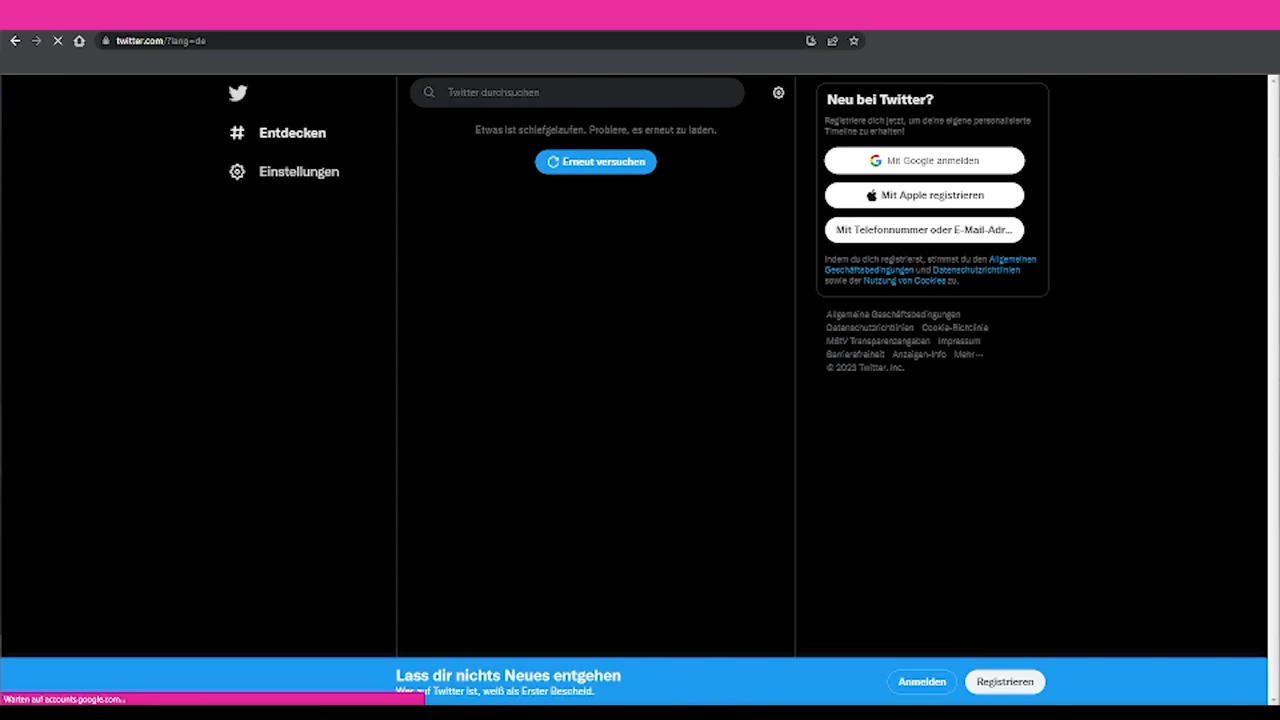 twitter.com/?lang=de
Twitter durchsuchen
Entdecken
Einstellungen
Etwas ist schiefgelaufen. Probiere, es erneut zu laden.
Erneut versuchen
Neu bei Twitter?
Registriere dich jetzt, um deine eigene personalisierte
Timeline zu erhalten!
Mit Google anmelden
Mit Apple registrieren
Mit Telefonnummer oder E-Mail-Adr...
Indem du dich registrierst, stimmst du den Allgemeinen
Geschäftsbedingungen und Datenschutzrichtlinien
sowie der Nutzung von Cookies zu.
Allgemeine Geschäftsbedingungen
Datenschutzrichtlinien Cookie-Richtlinie
MStV Transparenzangaben Impressum
Barrierefreiheit Anzeigen-Info Mehr···
© 2023 Twitter, Inc.
Lass dir nichts Neues entgehen
Wer auf Twitter ist, weiß als Erster Bescheid.
Anmelden
Registrieren
Warten auf accounts.google.com...